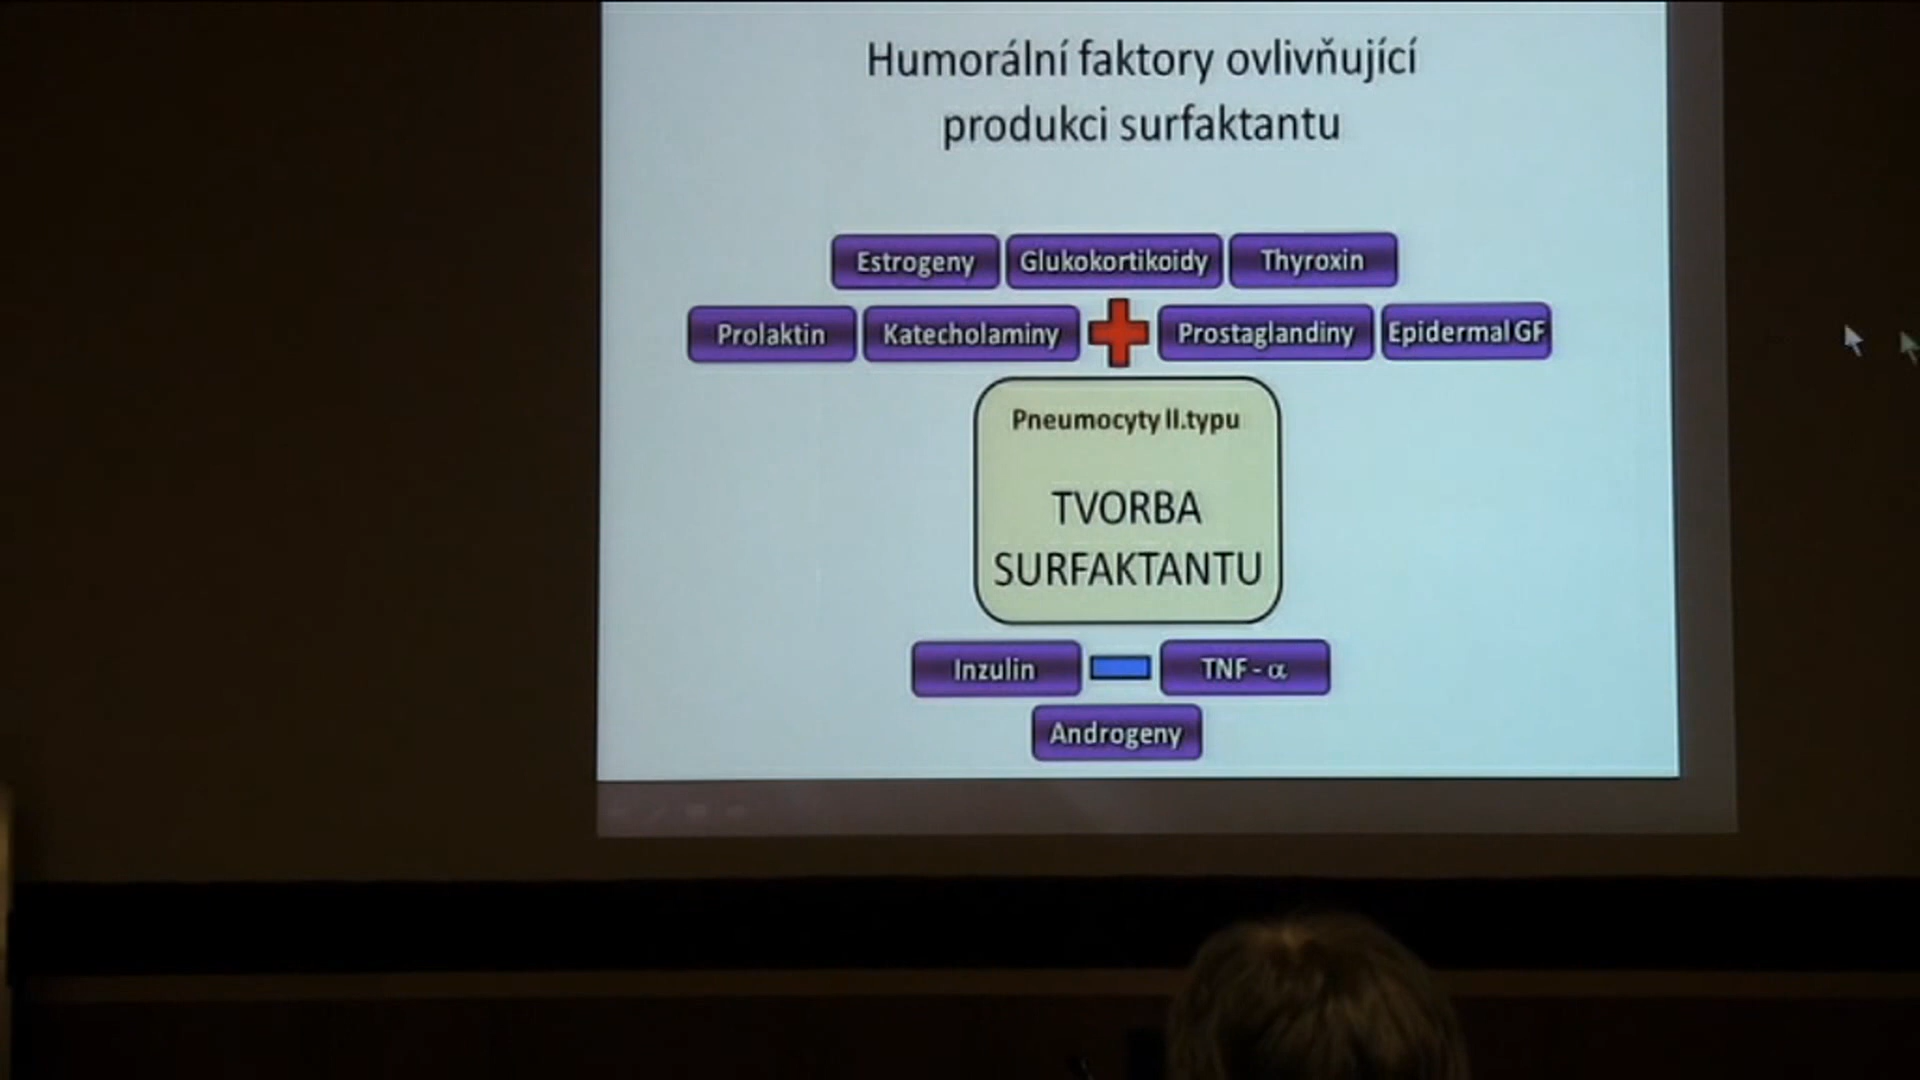 Humorální faktory ovlivňující
produkci surfaktantu
Estrogeny Glukokortikoidy Thyroxin
Prolaktin Katecholaminy Prostaglandiny Epidermal GF
Pneumocyty II.typu
TVORBA
SURFAKTANTU
Inzulin TNF - α
Androgeny